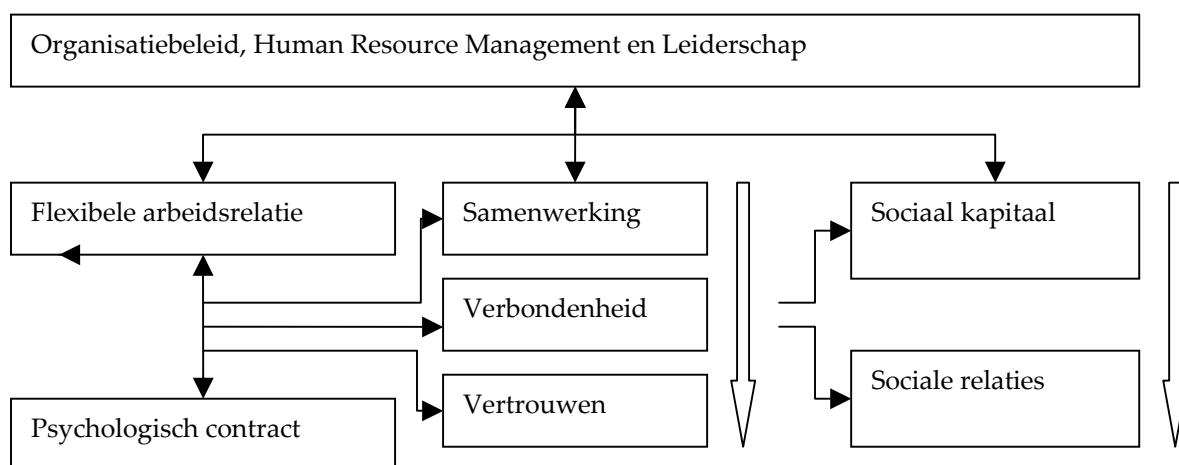 Organisatiebeleid, Human Resource Management en Leiderschap
Flexibele arbeidsrelatie
Samenwerking
Sociaal kapitaal
Verbondenheid
Sociale relaties
Vertrouwen
Psychologisch contract